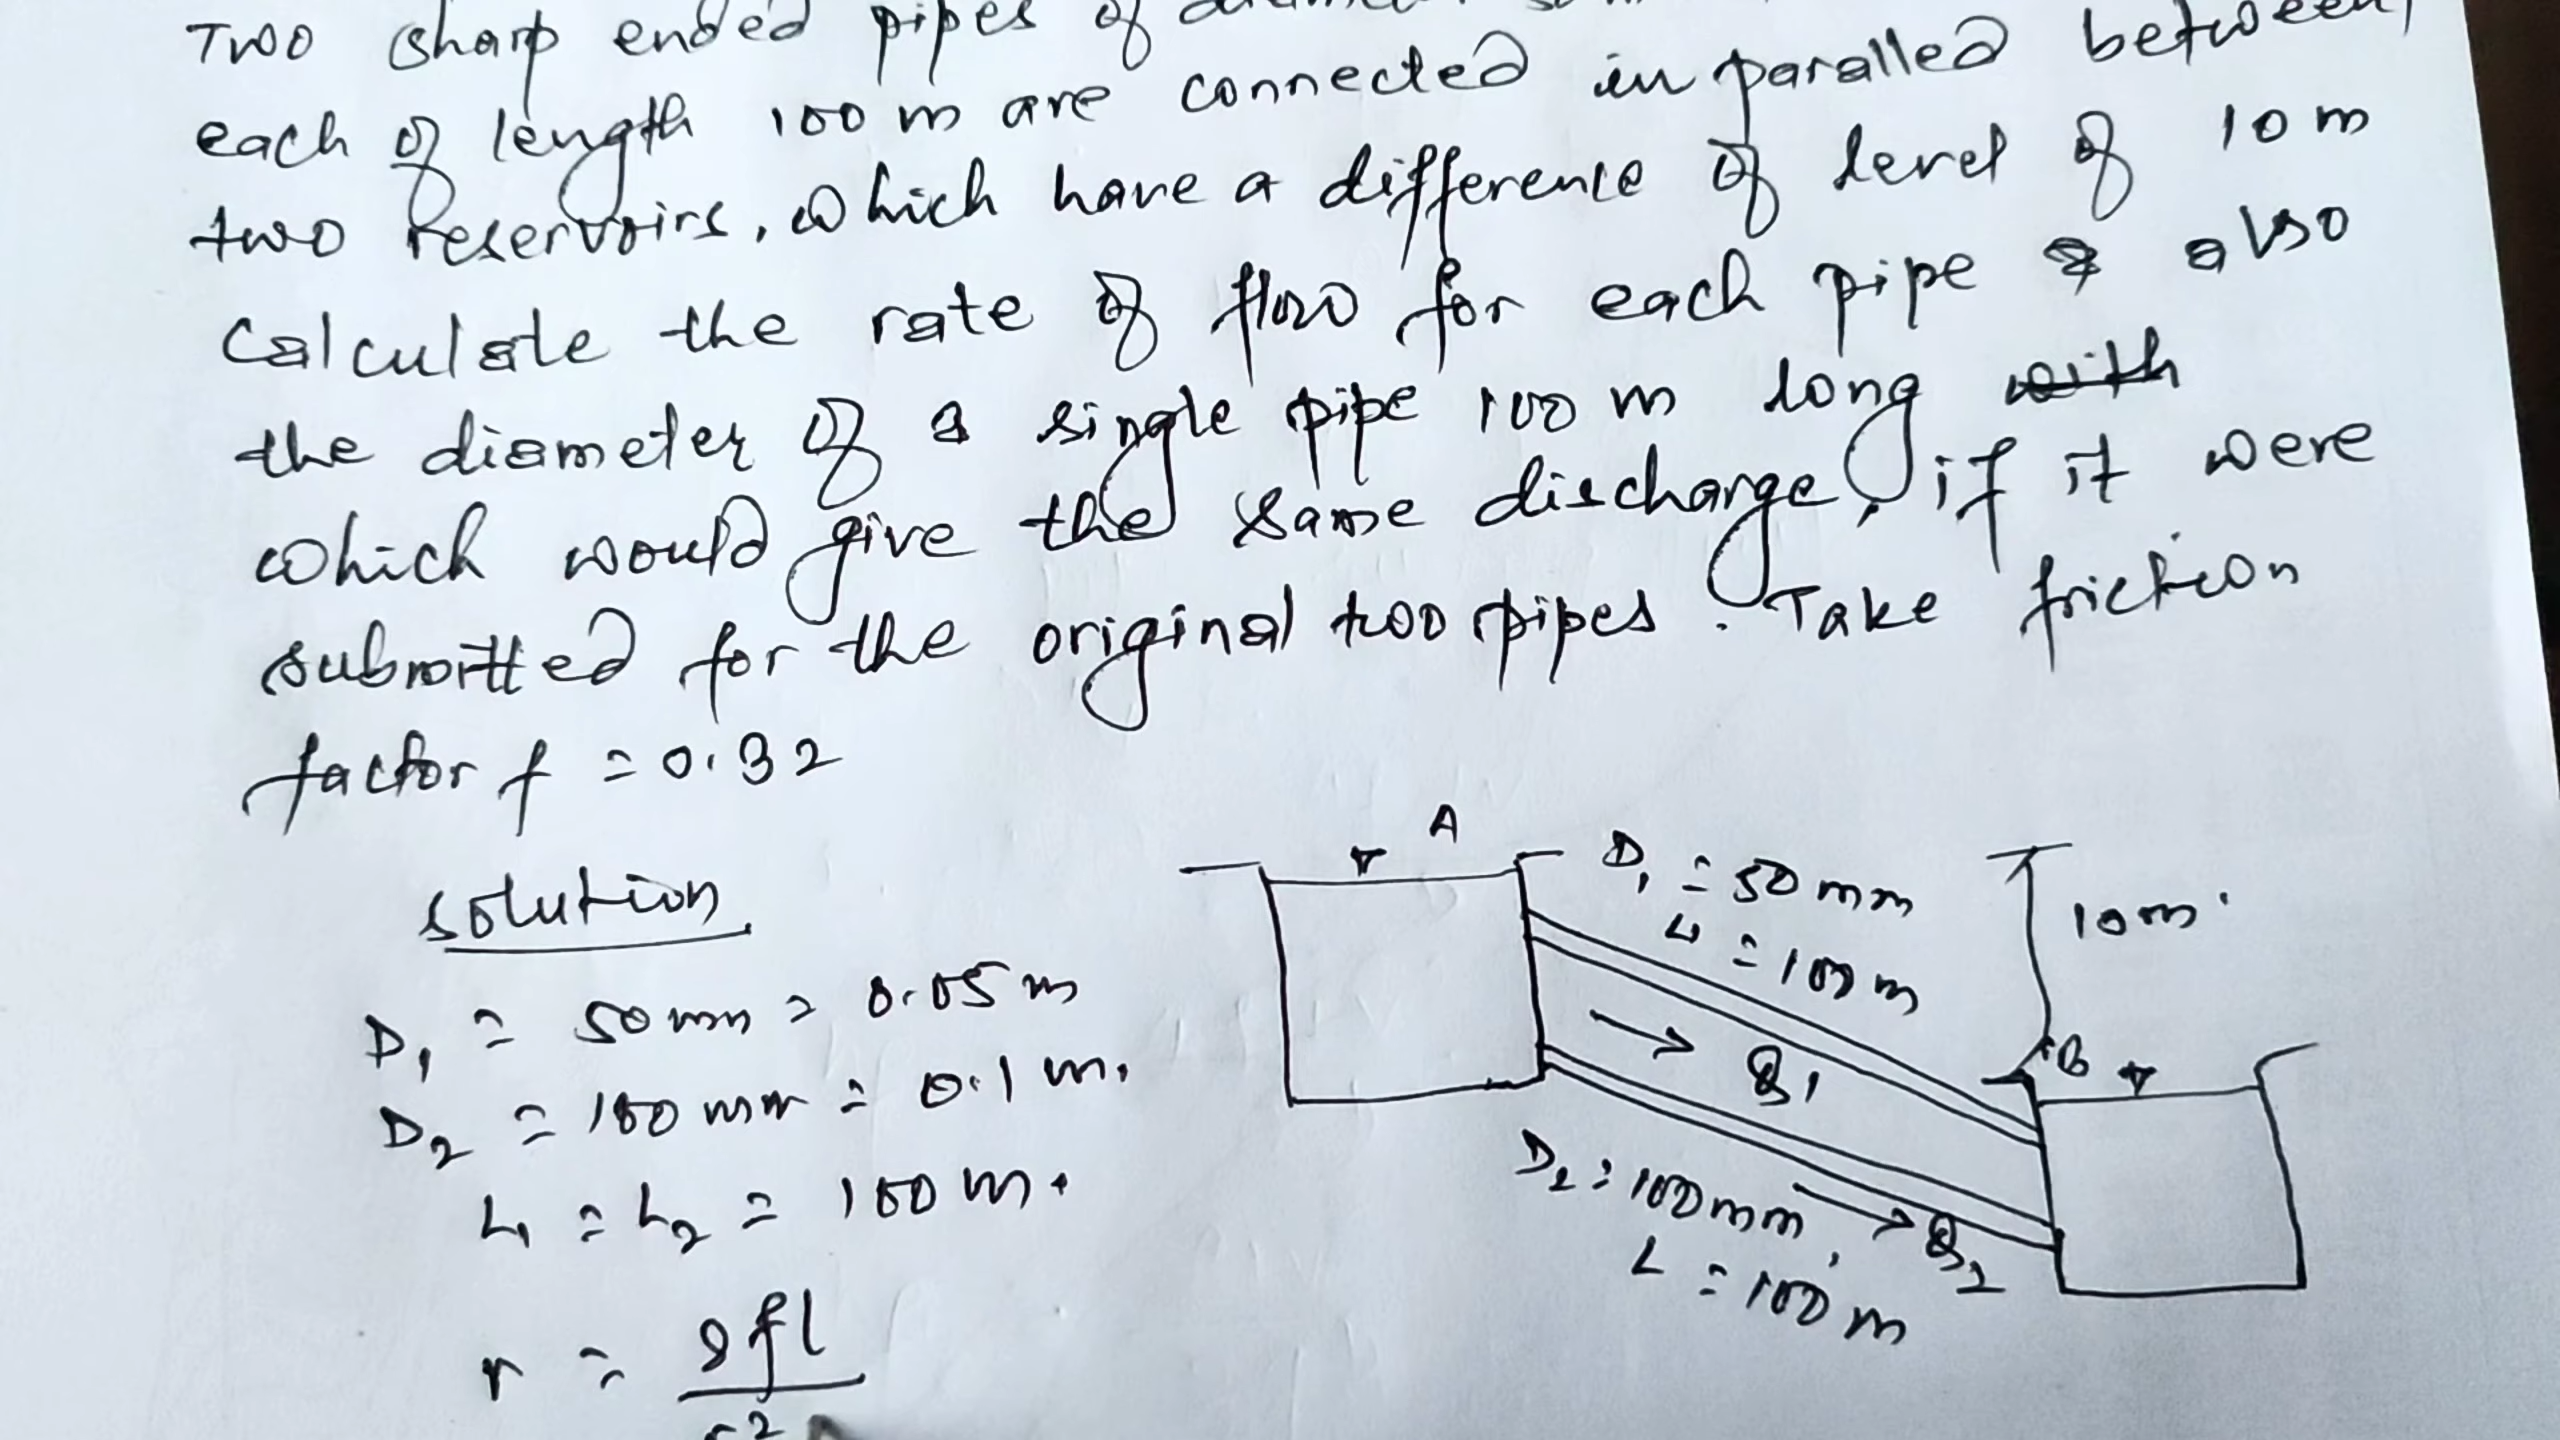 Two sharp ended pipes of
each of length 100 m are connected in paralled between,
two reservoirs, which have a difference of level of 10 m
Calculate the rate of flow for each pipe & also
the diameter of a single pipe 100 m long with
which would give the same discharge, if it were
submitted for the original two pipes. Take friction
factor f = 0.32
solution
D1 = 50 mm = 0.05 m
D2 = 100 mm = 0.1 m.
L1 = L2 = 100 m.
r = 8fl
A
D1 = 50 mm
L1 = 100 m
10 m.
Q1
B
D2 = 100 mm,
L = 100 m
Q2